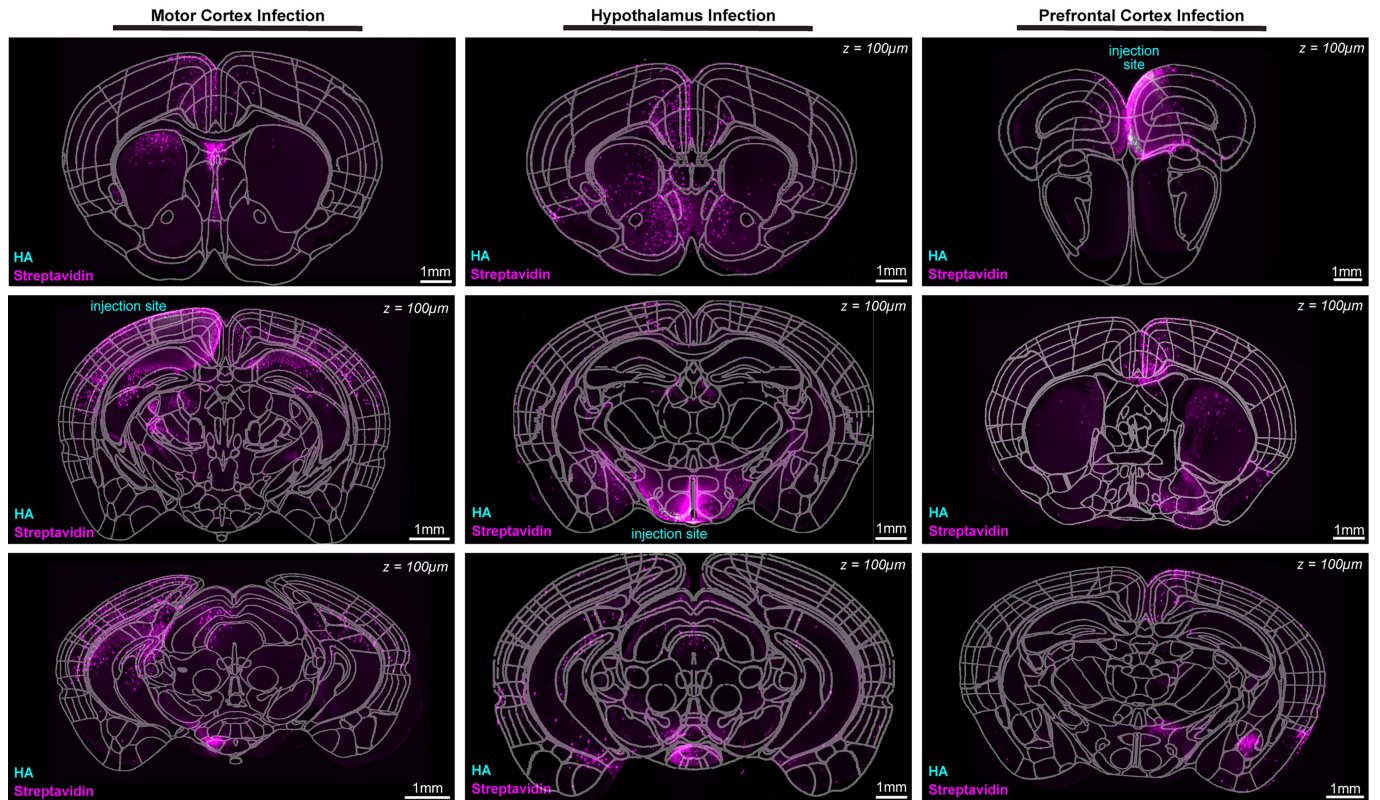 Motor Cortex Infection
Hypothalamus Infection
Prefrontal Cortex Infection
HA
Streptavidin
1mm
z = 100µm
HA
Streptavidin
1mm
injection
site
z = 100µm
HA
Streptavidin
1mm
injection site
z = 100µm
HA
Streptavidin
1mm
z = 100µm
injection site
HA
Streptavidin
1mm
z = 100µm
HA
Streptavidin
1mm
z = 100µm
HA
Streptavidin
1mm
z = 100µm
HA
Streptavidin
1mm
z = 100µm
HA
Streptavidin
1mm